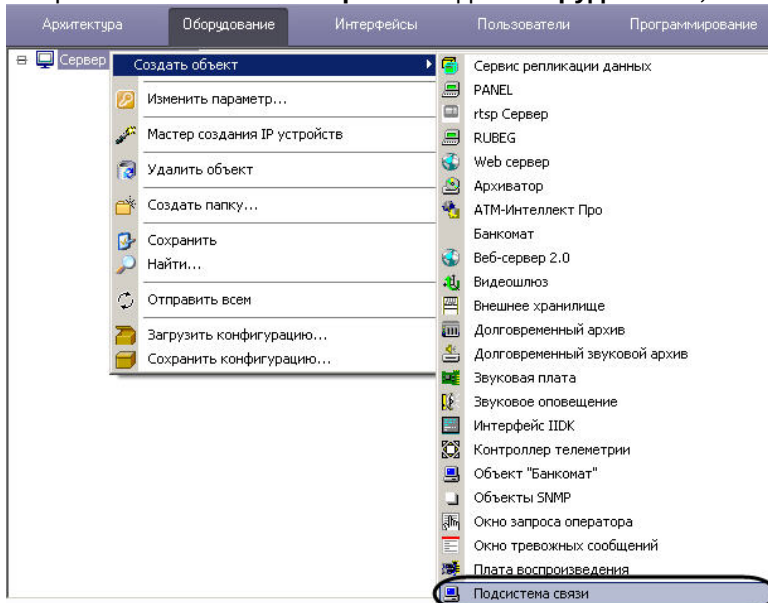 Архитектура Оборудование Интерфейсы Пользователи Программирование
Сервер
Создать объект
Изменить параметр...
Мастер создания IP устройств
Удалить объект
Создать папку...
Сохранить
Найти...
Отправить всем
Загрузить конфигурацию...
Сохранить конфигурацию...
Сервис репликации данных
PANEL
rtsp Сервер
RUBEG
Web сервер
Архиватор
АТМ-Интеллект Про
Банкомат
Веб-сервер 2.0
Видеошлюз
Внешнее хранилище
Долговременный архив
Долговременный звуковой архив
Звуковая плата
Звуковое оповещение
Интерфейс IIDK
Контроллер телеметрии
Объект "Банкомат"
Объекты SNMP
Окно запроса оператора
Окно тревожных сообщений
Плата воспроизведения
Подсистема связи